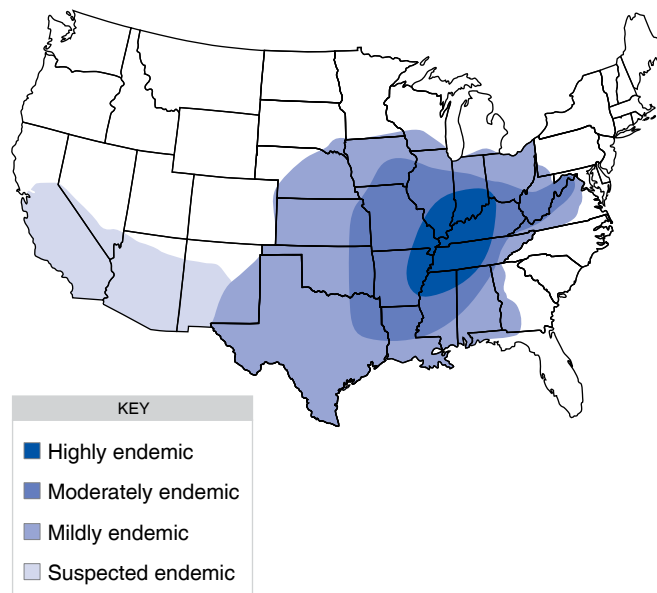 KEY
Highly endemic
Moderately endemic
Mildly endemic
Suspected endemic